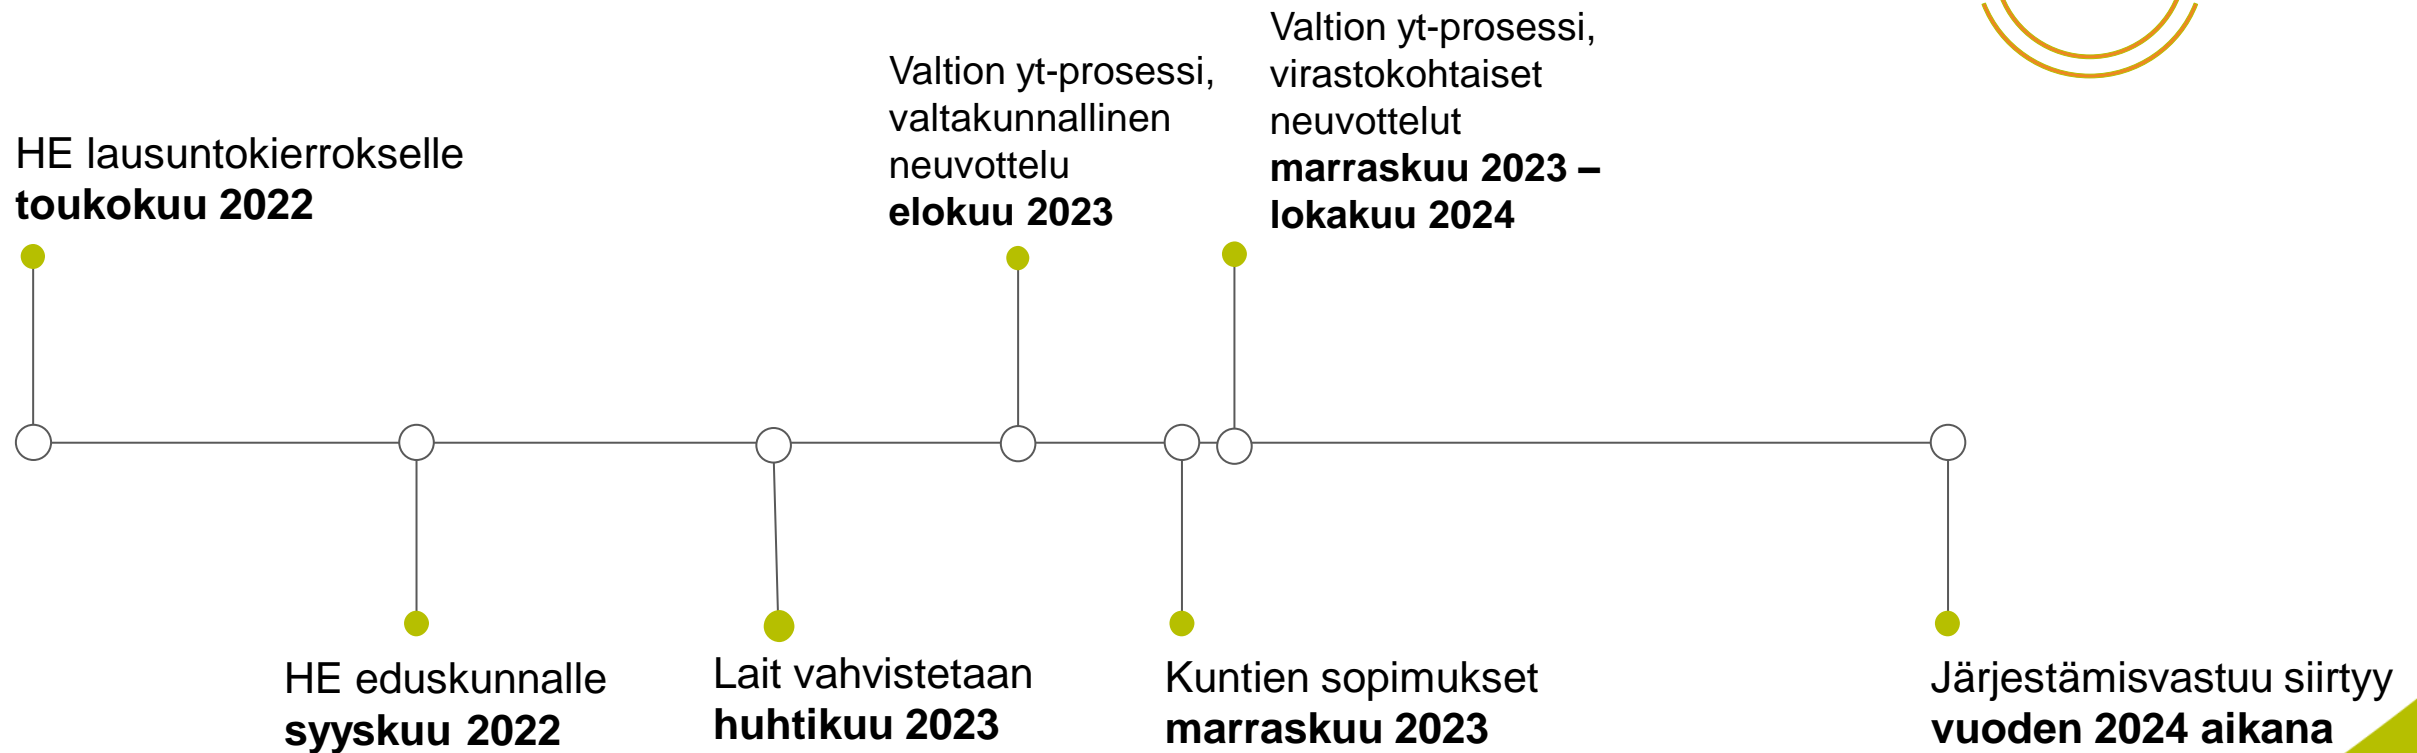 HE lausuntokierrokselle
toukokuu 2022
HE eduskunnalle
syyskuu 2022
Lait vahvistetaan
huhtikuu 2023
Valtion yt-prosessi,
valtakunnallinen
neuvottelu
elokuu 2023
Kuntien sopimukset
marraskuu 2023
Valtion yt-prosessi,
virastokohtaiset
neuvottelut
marraskuu 2023 –
lokakuu 2024
Järjestämisvastuu siirtyy
vuoden 2024 aikana